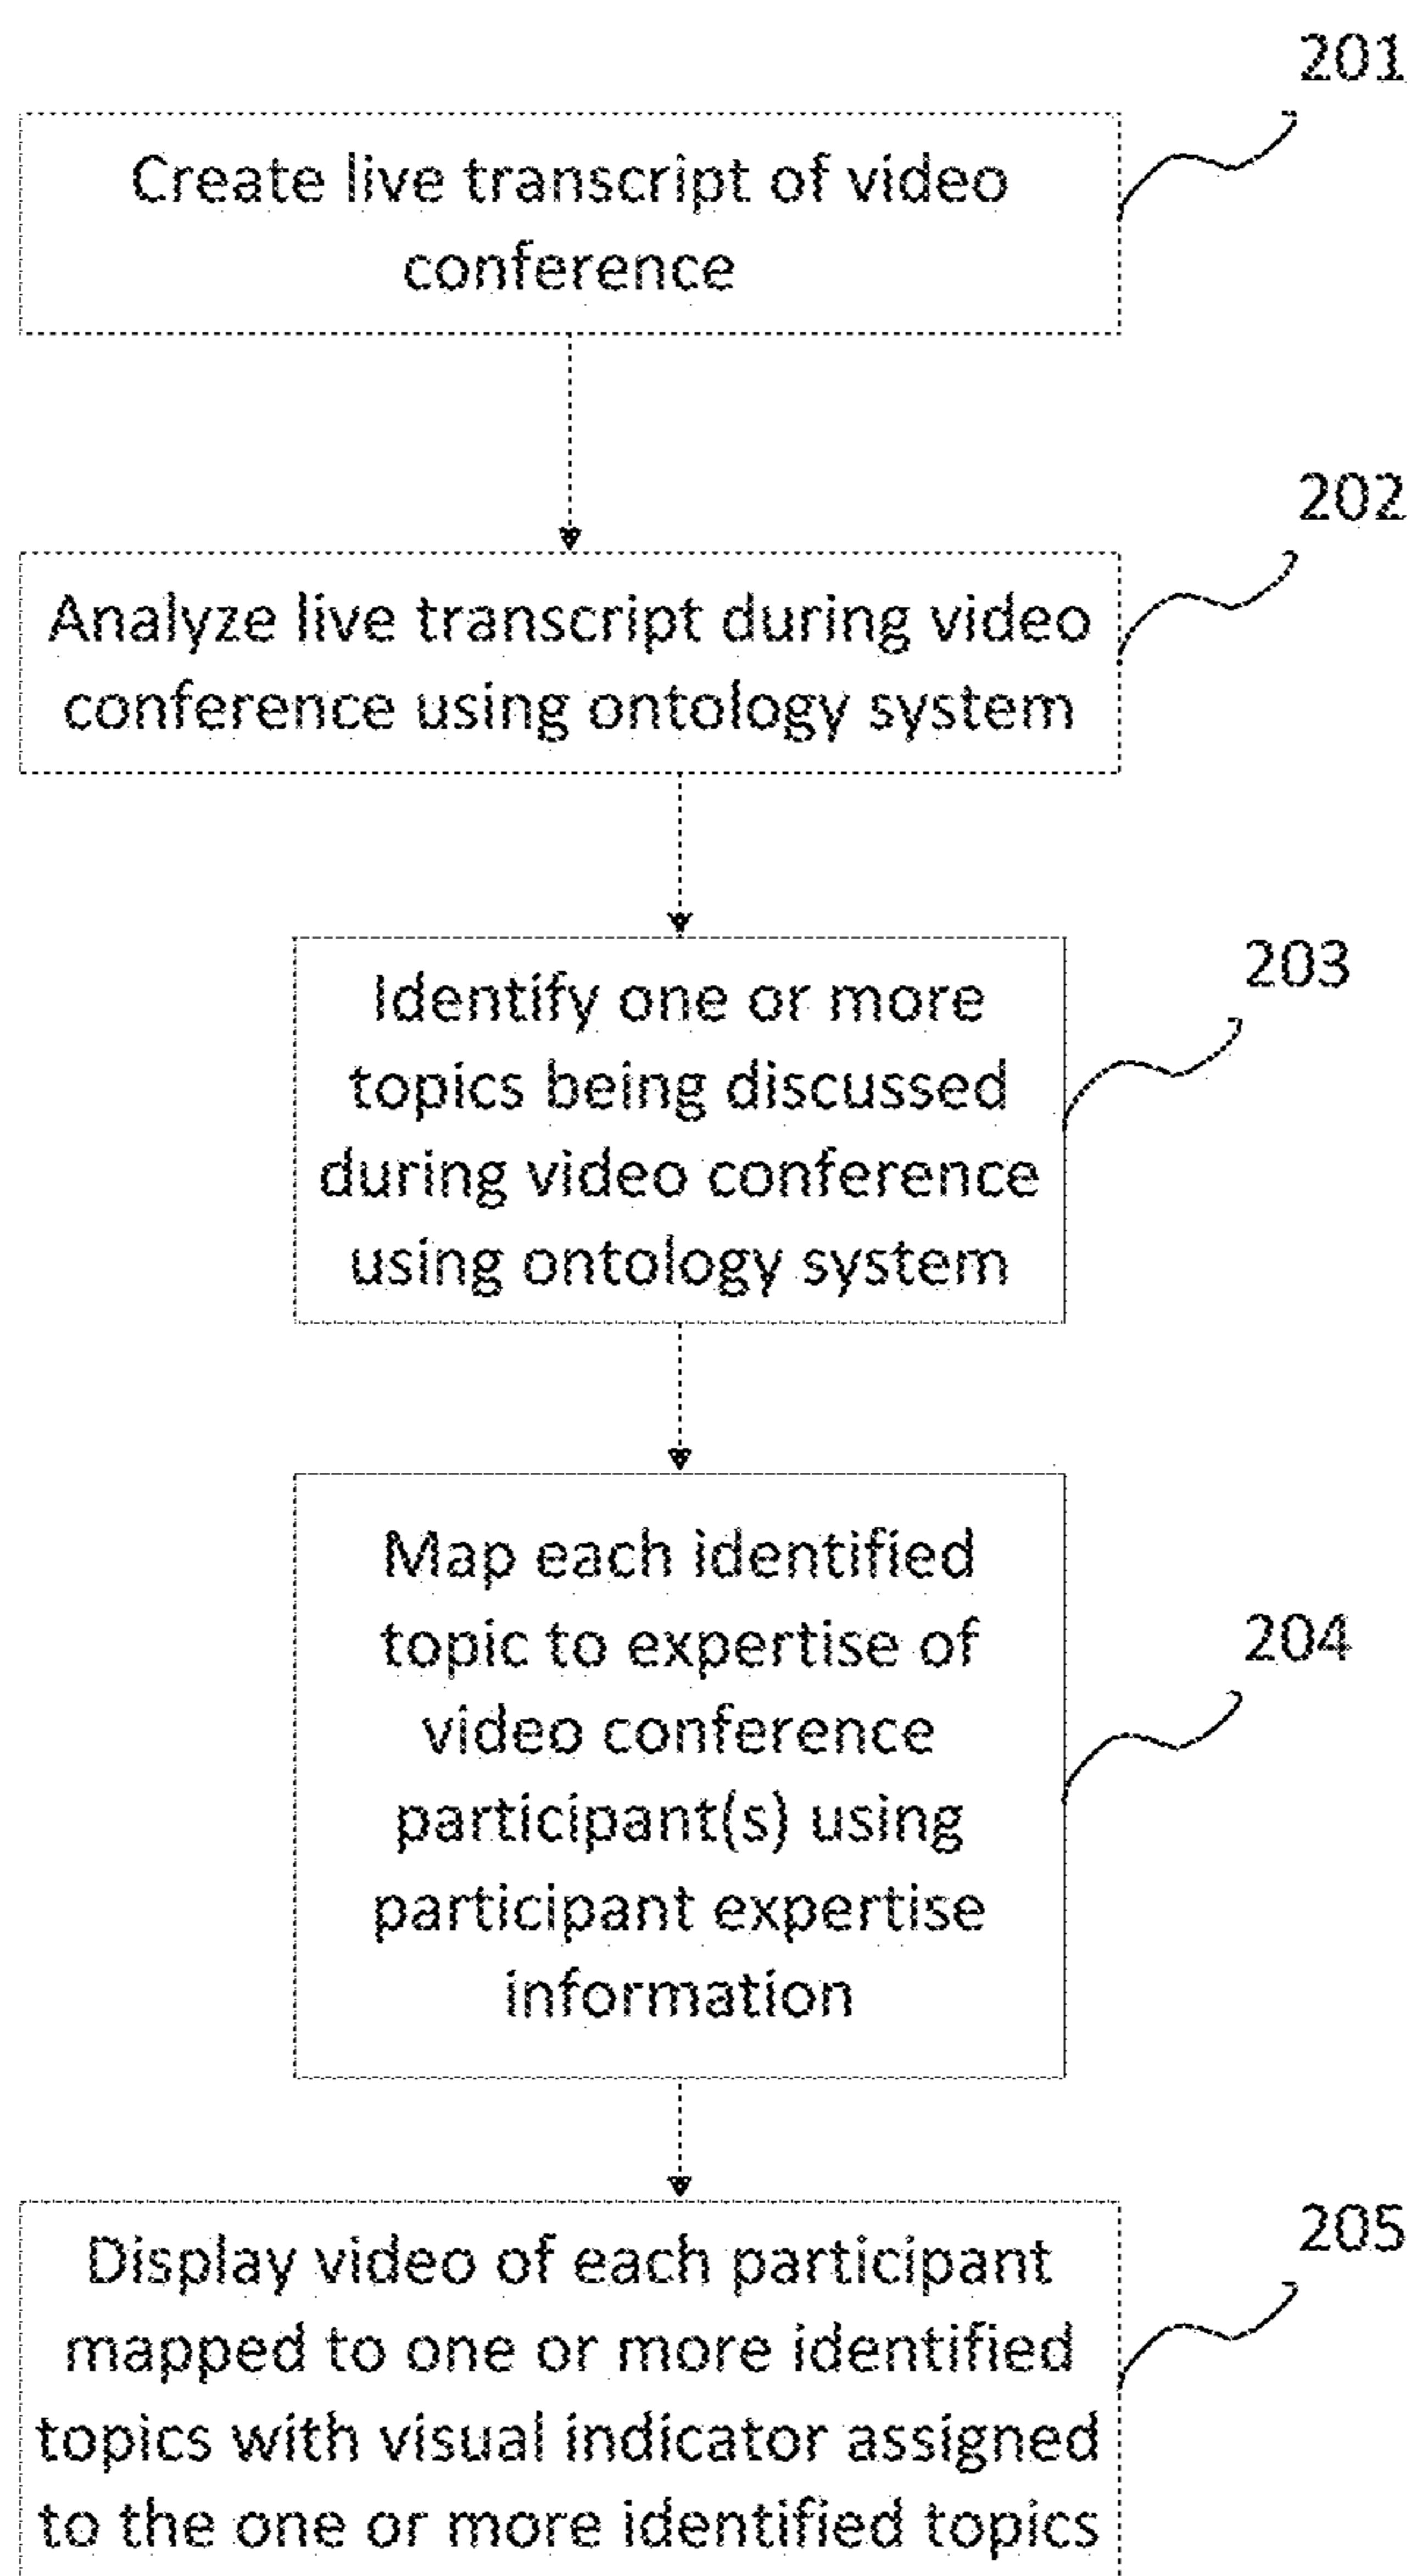 201
Create live transcript of video
conference
202
Analyze live transcript during video
conference using ontology system
203
Identify one or more
topics being discussed
during video conference
using ontology system
204
Map each identified
topic to expertise of
video conference
participant(s) using
participant expertise
information
205
Display video of each participant
mapped to one or more identified
topics with visual indicator assigned
to the one or more identified topics